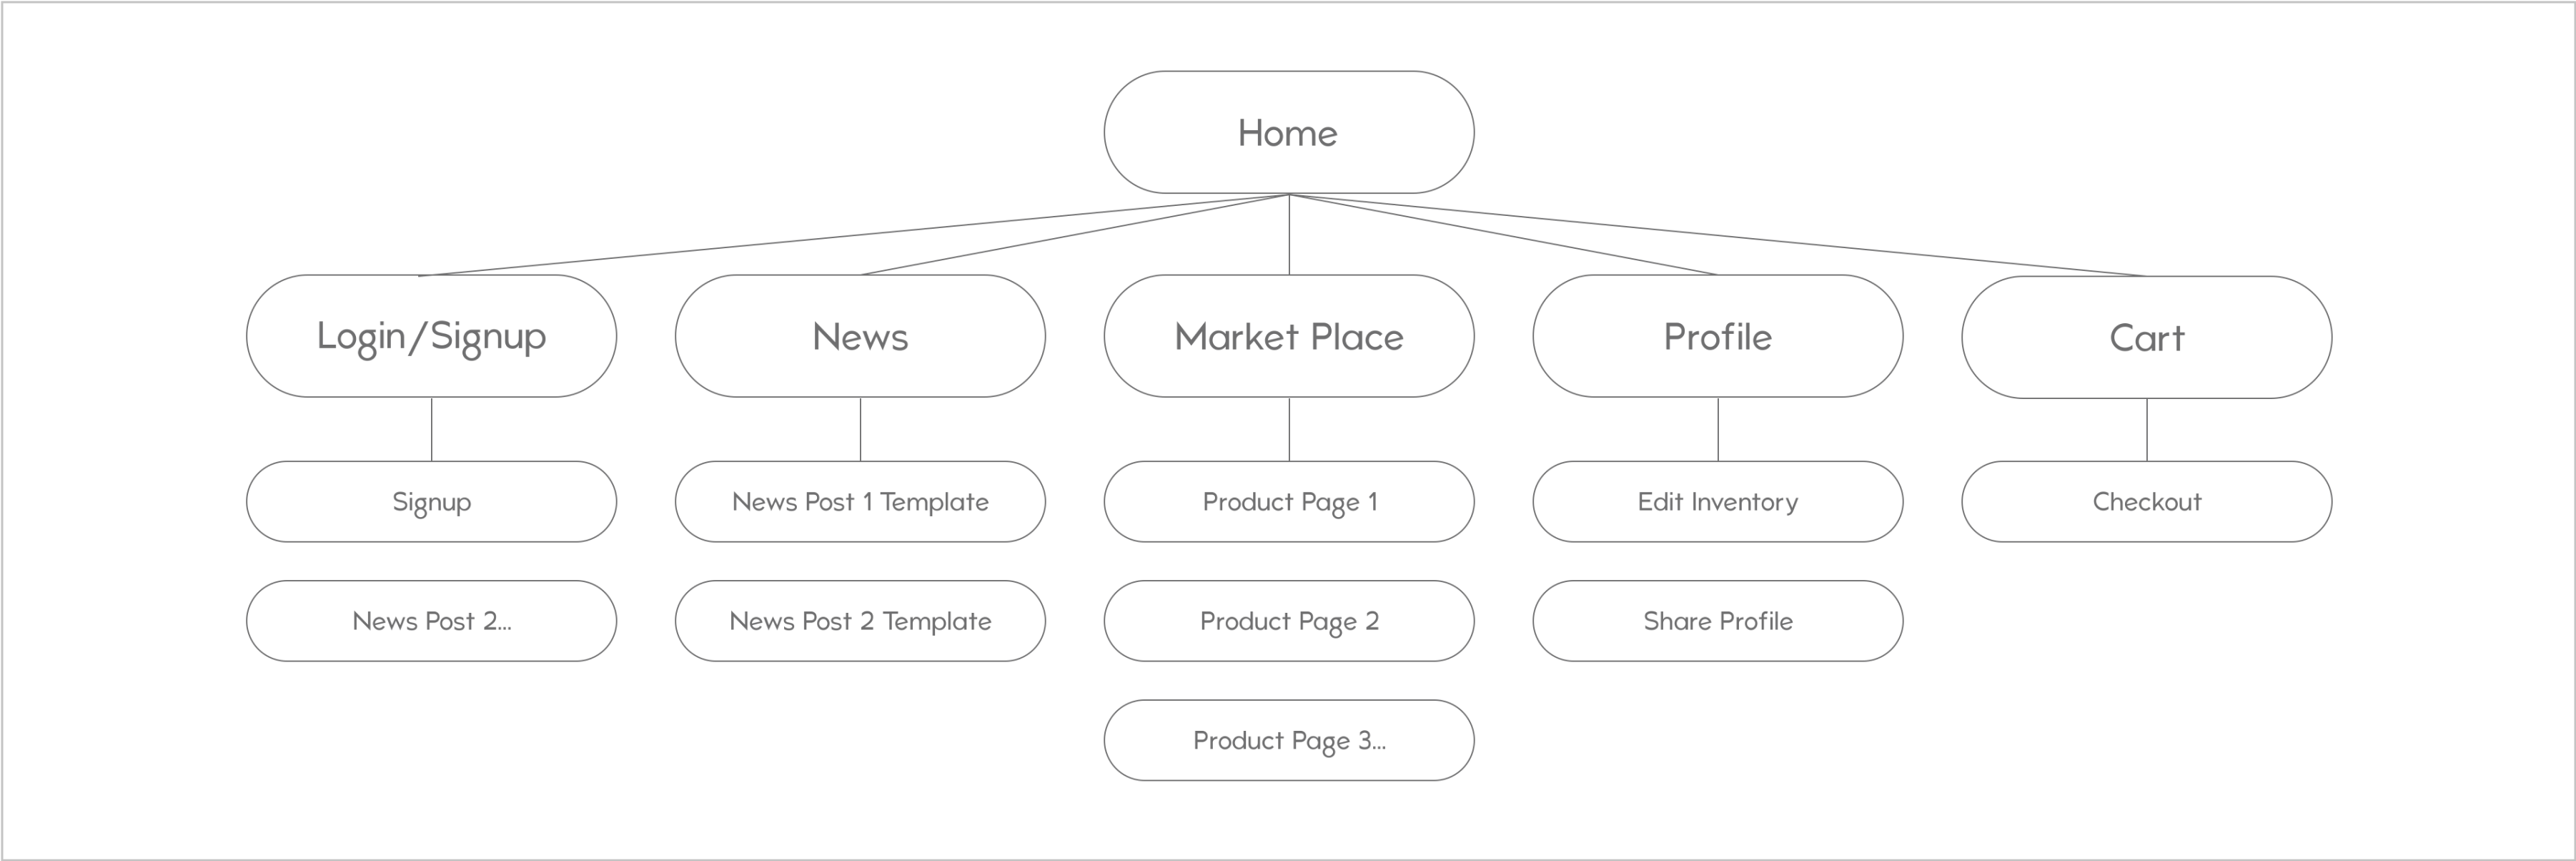 Home
Login/Signup
News
Market Place
Profile
Cart
Signup
News Post 1 Template
Product Page 1
Edit Inventory
Checkout
News Post 2...
News Post 2 Template
Product Page 2
Share Profile
Product Page 3...